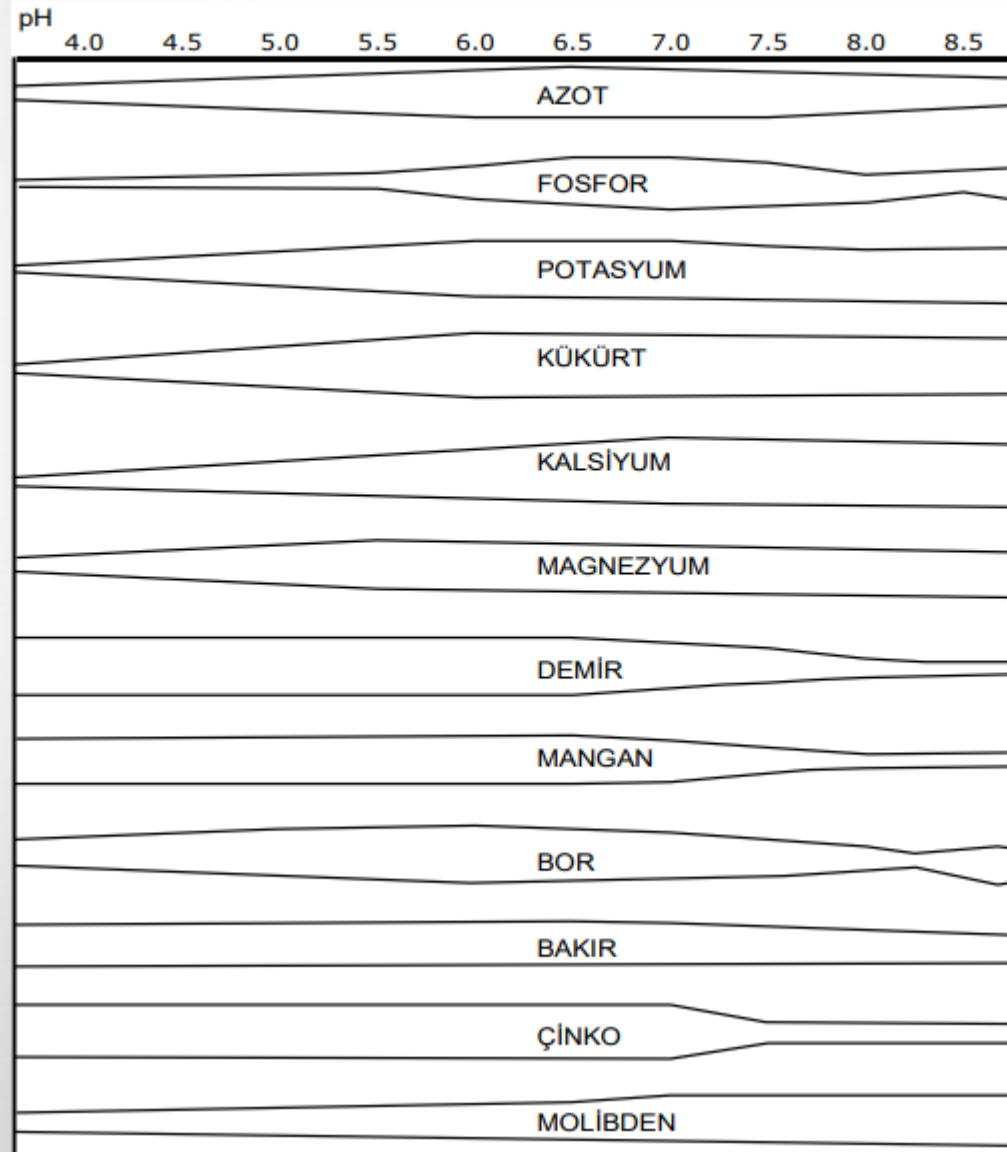 pH
4.0 4.5 5.0 5.5 6.0 6.5 7.0 7.5 8.0 8.5
AZOT
FOSFOR
POTASYUM
KÜKÜRT
KALSİYUM
MAGNEZYUM
DEMİR
MANGAN
BOR
BAKIR
ÇİNKO
MOLİBDEN